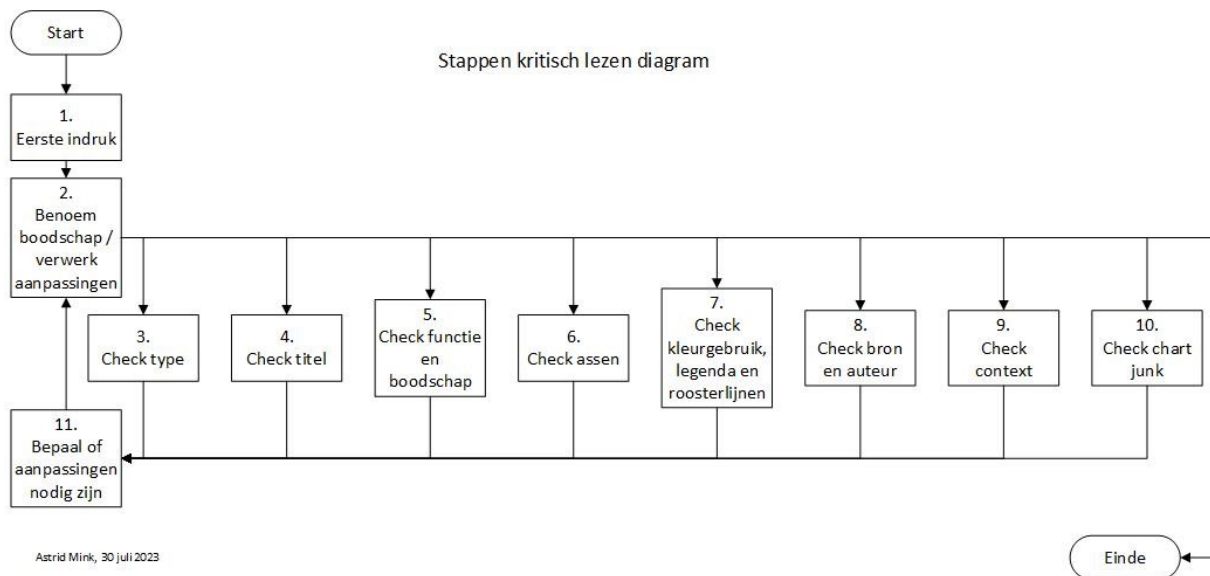 Start
Stappen kritisch lezen diagram
1.
Eerste indruk
2.
Benoem
boodschap /
verwerk
aanpassingen
3.
Check type
4.
Check titel
5.
Check functie
en
boodschap
6.
Check assen
7.
Check
kleurgebruik,
legenda en
roosterlijnen
8.
Check bron
en auteur
9.
Check
context
10.
Check chart
junk
11.
Bepaal of
aanpassingen
nodig zijn
Astrid Mink, 30 juli 2023
Einde